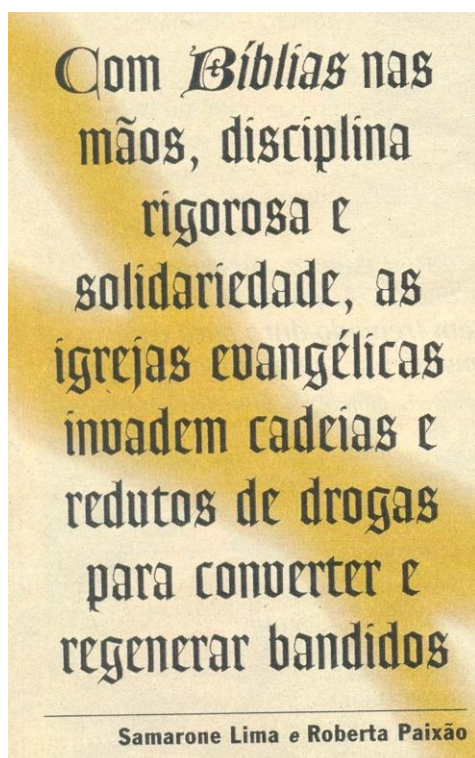 Com Bíblias nas
mãos, disciplina
rigorosa e
solidariedade, as
igrejas evangélicas
invadem cadeias e
redutos de drogas
para converter e
regenerar bandidos
Samarone Lima e Roberta Paixão